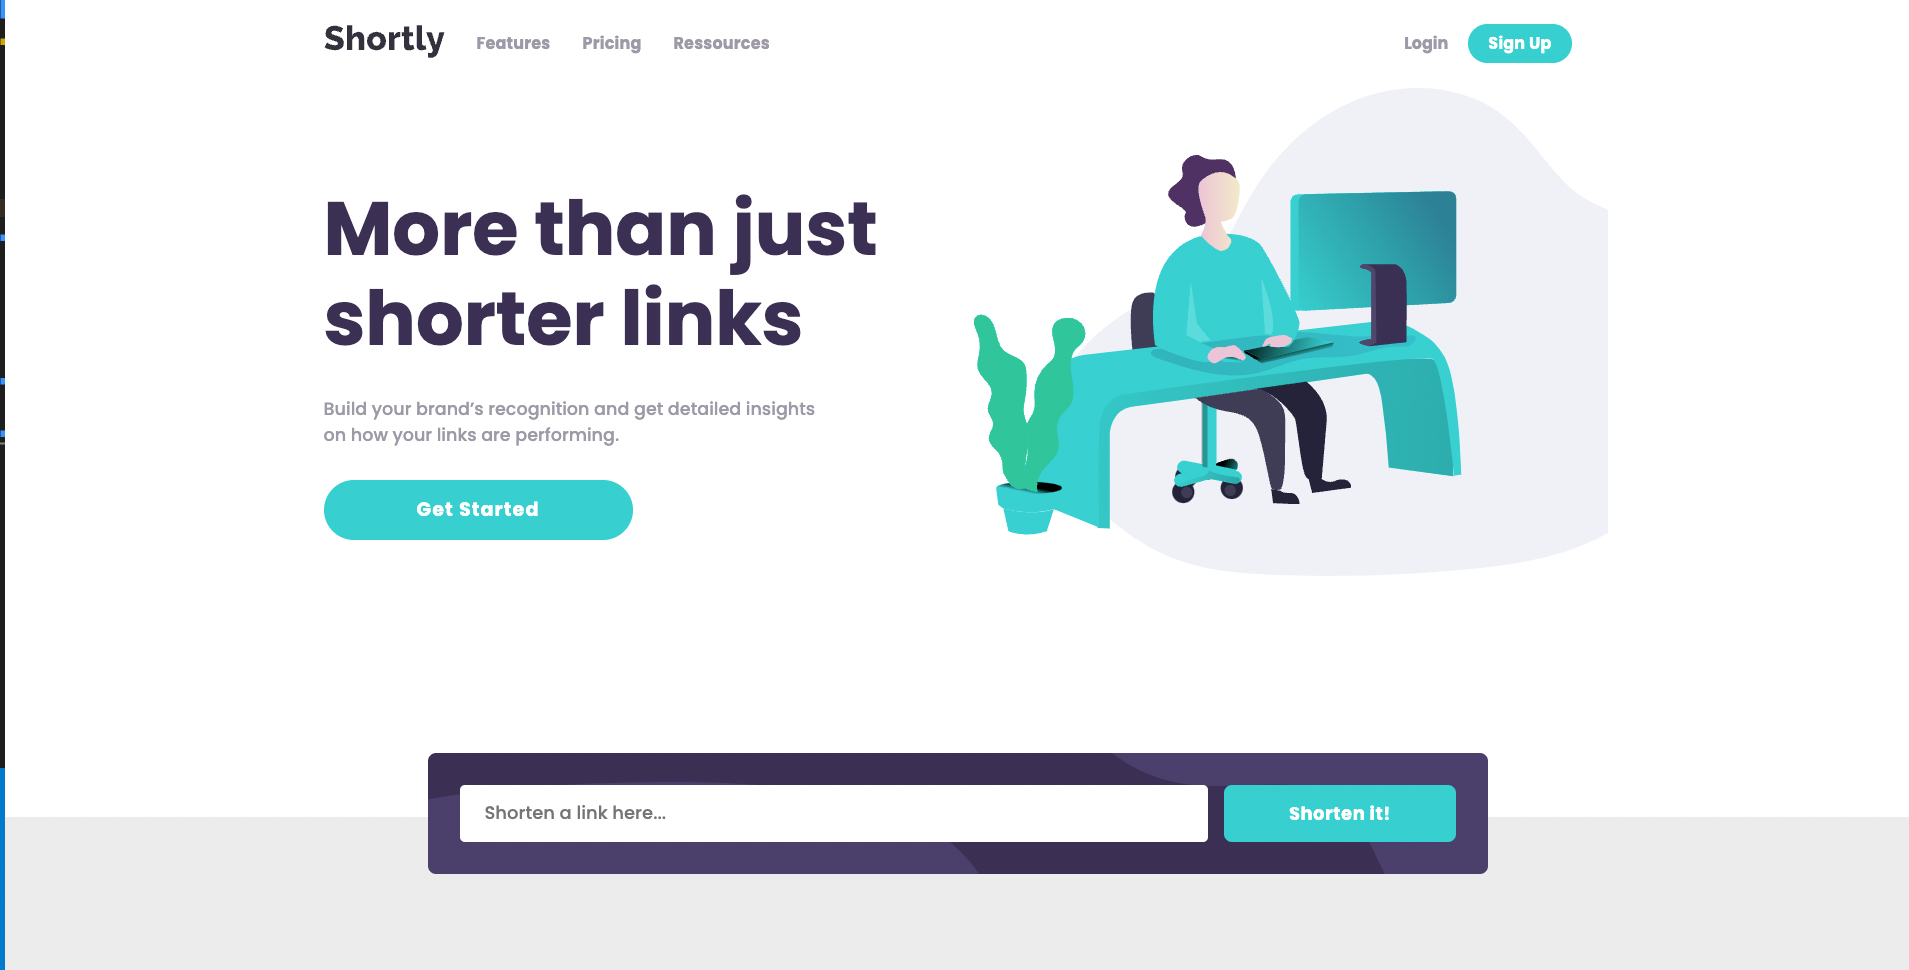 Shortly
Features
Pricing
Ressources
Login
Sign Up
More than just
shorter links
Build your brand’s recognition and get detailed insights
on how your links are performing.
Get Started
Shorten a link here...
Shorten it!